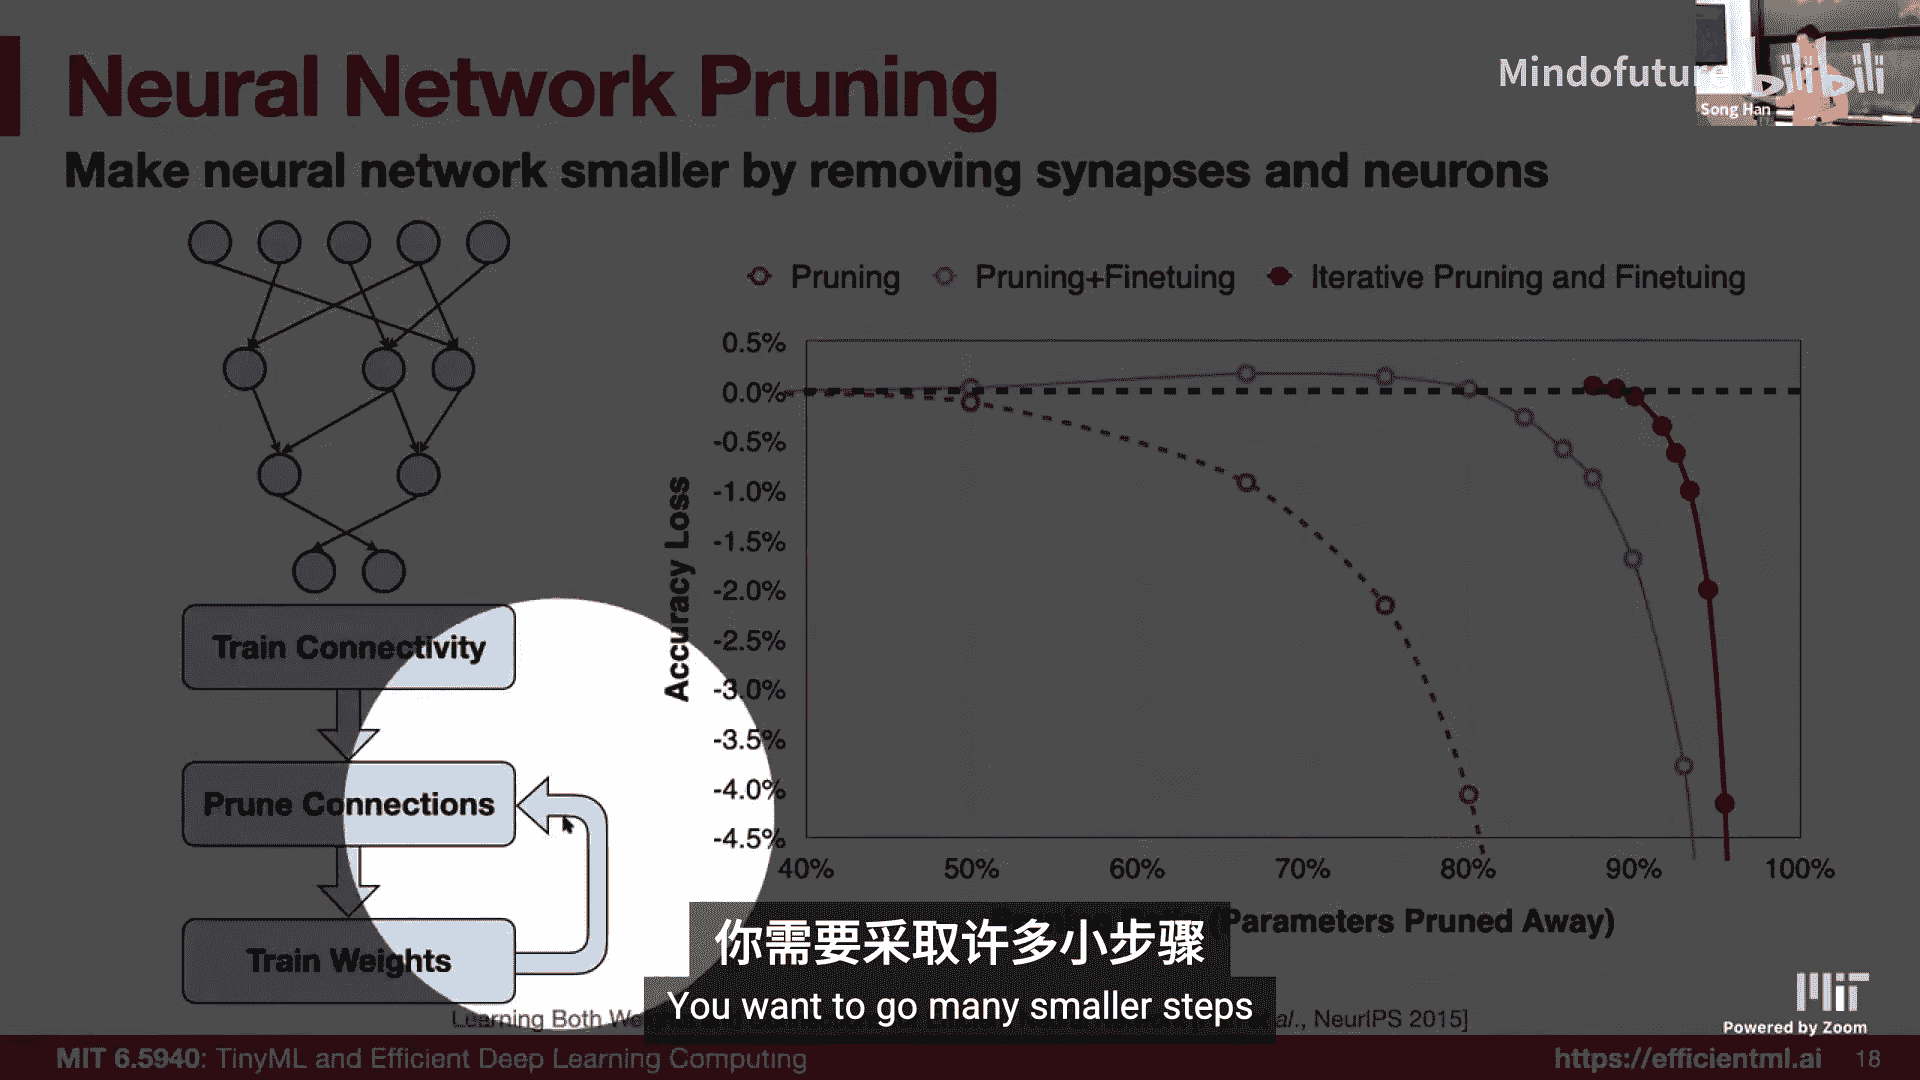 Neural Network Pruning
Mindofuture
bilibili
Song Han
Make neural network smaller by removing synapses and neurons
Pruning
Pruning+Finetuing
Iterative Pruning and Finetuing
0.5%
0.0%
-0.5%
-1.0%
-1.5%
-2.0%
-2.5%
-3.0%
-3.5%
-4.0%
-4.5%
Accuracy Loss
40% 50% 60% 70% 80% 90% 100%
(Parameters Pruned Away)
Train Connectivity
Prune Connections
Train Weights
你需要采取许多小步骤
You want to go many smaller steps
Learning Both We
al., NeurIPS 2015]
MIT
Powered by Zoom
MIT 6.5940: TinyML and Efficient Deep Learning Computing
https://efficientml.ai
18